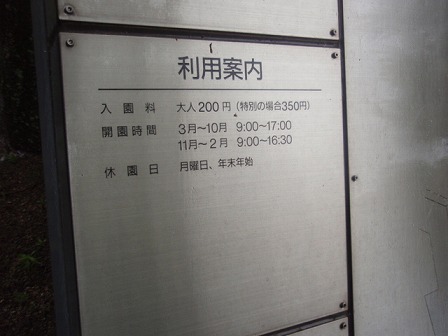 利用案内
入園料 大人200円(特別の場合350円)
開園時間 3月～10月 9:00～17:00
11月～2月 9:00～16:30
休園日 月曜日、年末年始